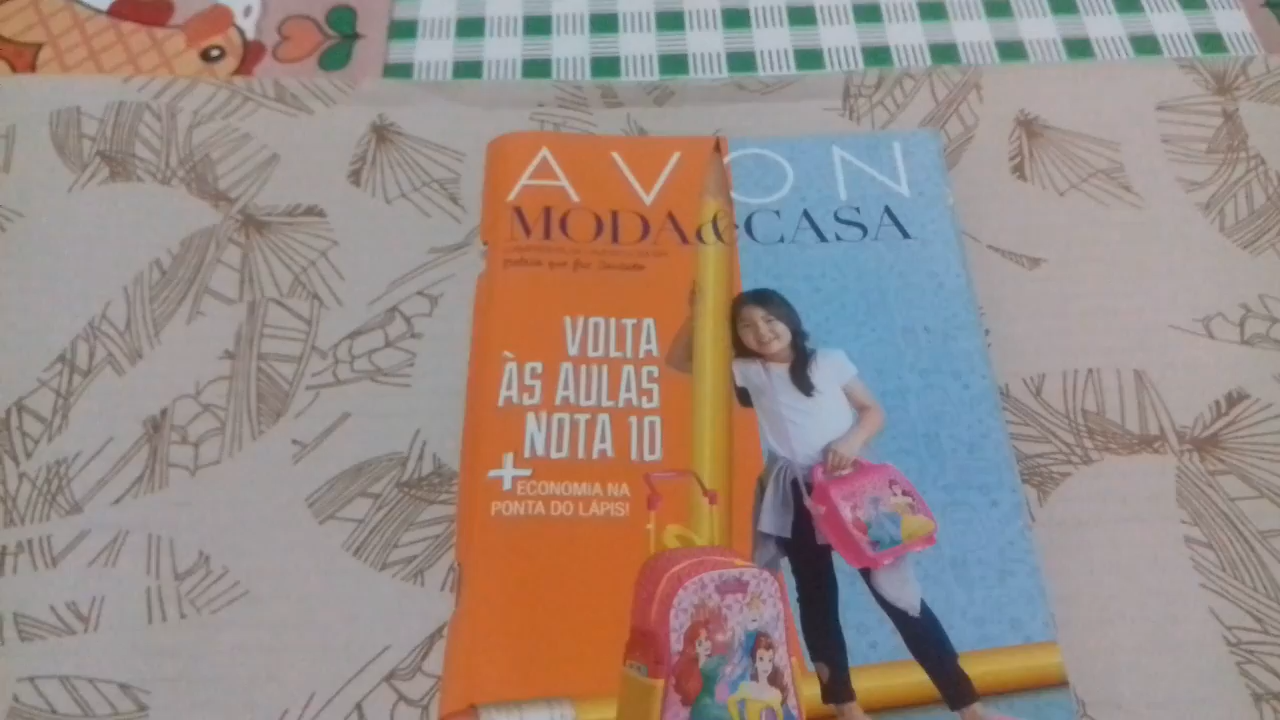 AVON
MODA&CASA
VOLTA
ÀS AULAS
NOTA 10
+ ECONOMIA NA
PONTA DO LÁPIS!